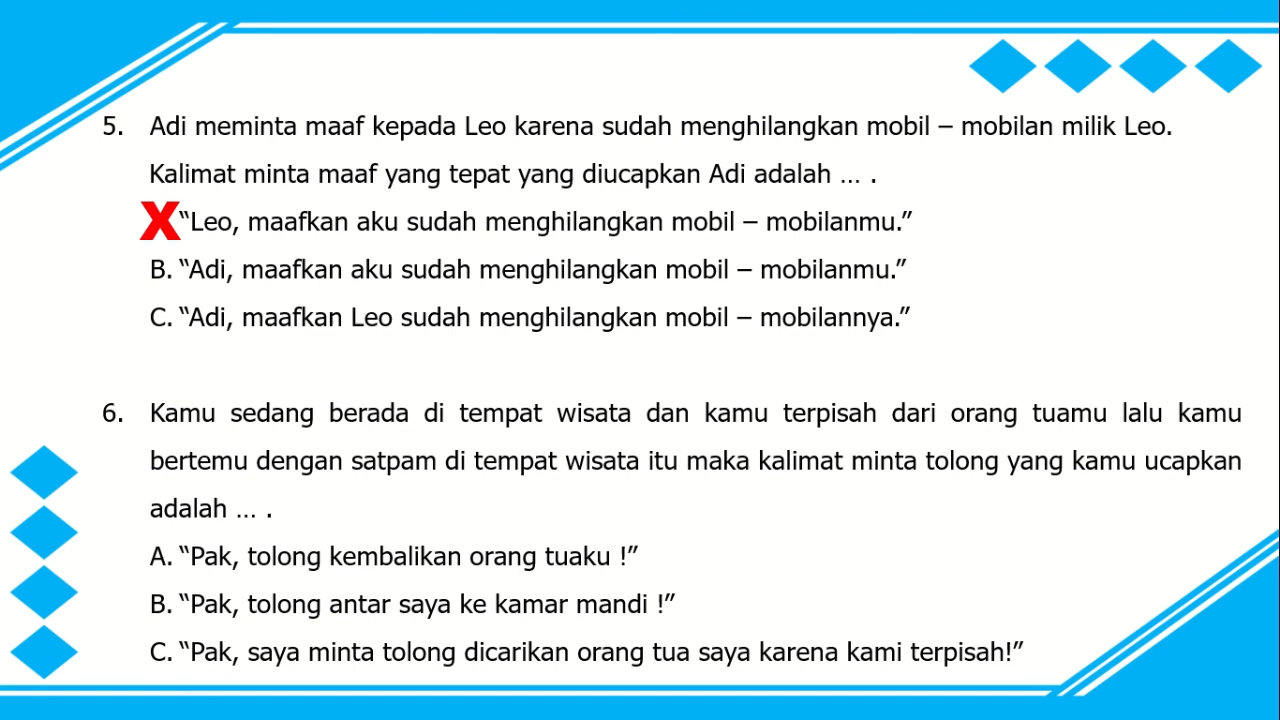 5. Adi meminta maaf kepada Leo karena sudah menghilangkan mobil – mobilan milik Leo.
Kalimat minta maaf yang tepat yang diucapkan Adi adalah ... .
X “Leo, maafkan aku sudah menghilangkan mobil – mobilanmu.”
B. “Adi, maafkan aku sudah menghilangkan mobil – mobilanmu.”
C. “Adi, maafkan Leo sudah menghilangkan mobil – mobilannya.”
6. Kamu sedang berada di tempat wisata dan kamu terpisah dari orang tuamu lalu kamu
bertemu dengan satpam di tempat wisata itu maka kalimat minta tolong yang kamu ucapkan
adalah ... .
A. “Pak, tolong kembalikan orang tuaku !”
B. “Pak, tolong antar saya ke kamar mandi !”
C. “Pak, saya minta tolong dicarikan orang tua saya karena kami terpisah!”